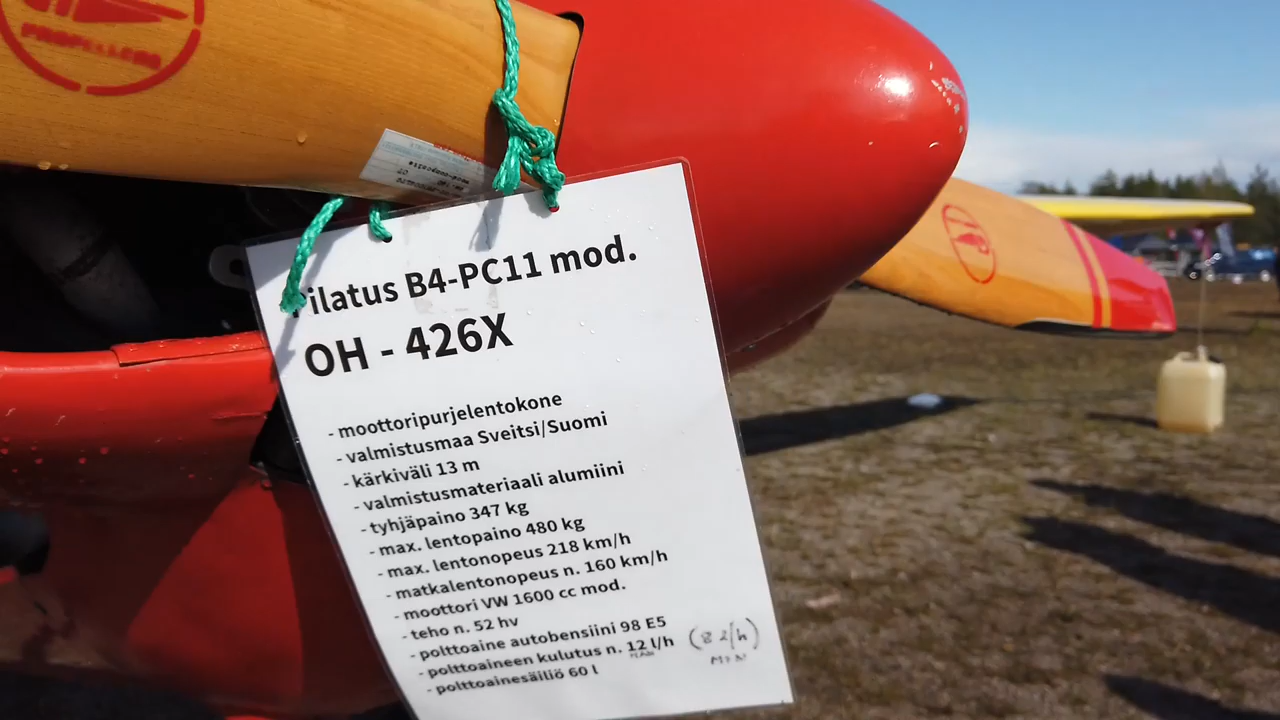 PROPELLERS
Pilatus B4-PC11 mod.
OH - 426X
- moottoripurjelentokone
- valmistusmaa Sveitsi/Suomi
- kärkiväli 13 m
- valmistusmateriaali alumiini
- tyhjäpaino 347 kg
- max. lentopaino 480 kg
- max. lentonopeus 218 km/h
- matkalentonopeus n. 160 km/h
- moottori VW 1600 cc mod.
- teho n. 52 hv
- polttoaine autobensiini 98 E5
- polttoaineen kulutus n. 12 l/h
- polttoainesäiliö 60 l